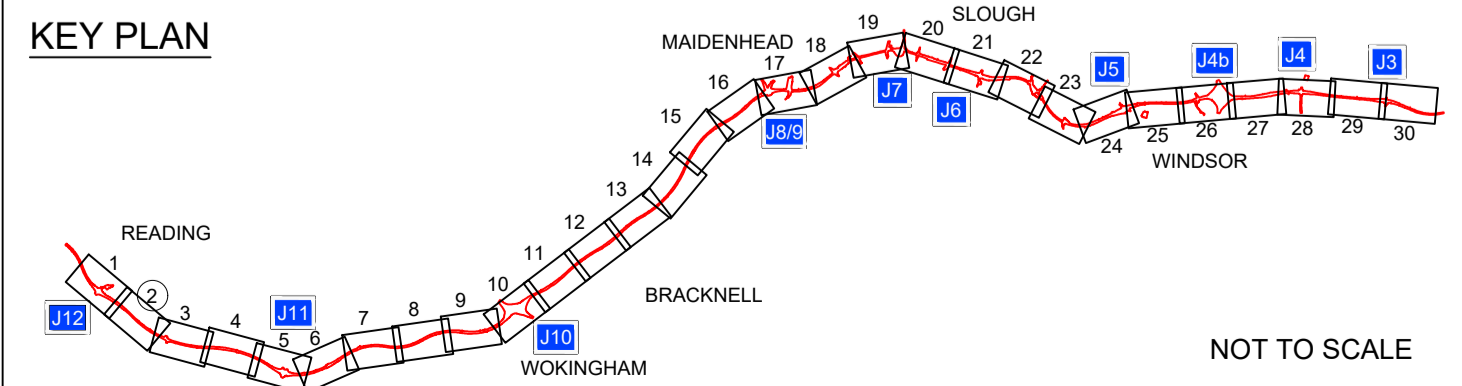 KEY PLAN
READING
1
2
3
4
5
6
7
8
9
10
11
12
13
14
15
16
17
18
19
20
21
22
23
24
25
26
27
28
29
30
J12
J11
J10
WOKINGHAM
BRACKNELL
MAIDENHEAD
J8/9
J7
SLOUGH
J6
J5
WINDSOR
J4b
J4
J3
NOT TO SCALE